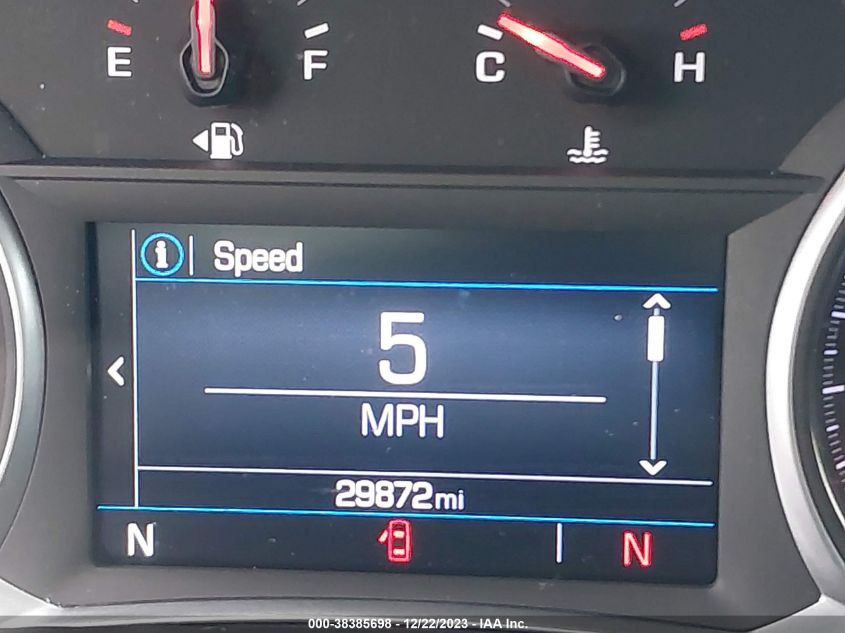 E F C H
Speed
5
MPH
29872mi
N N
000-38385698 - 12/22/2023 - IAA Inc.